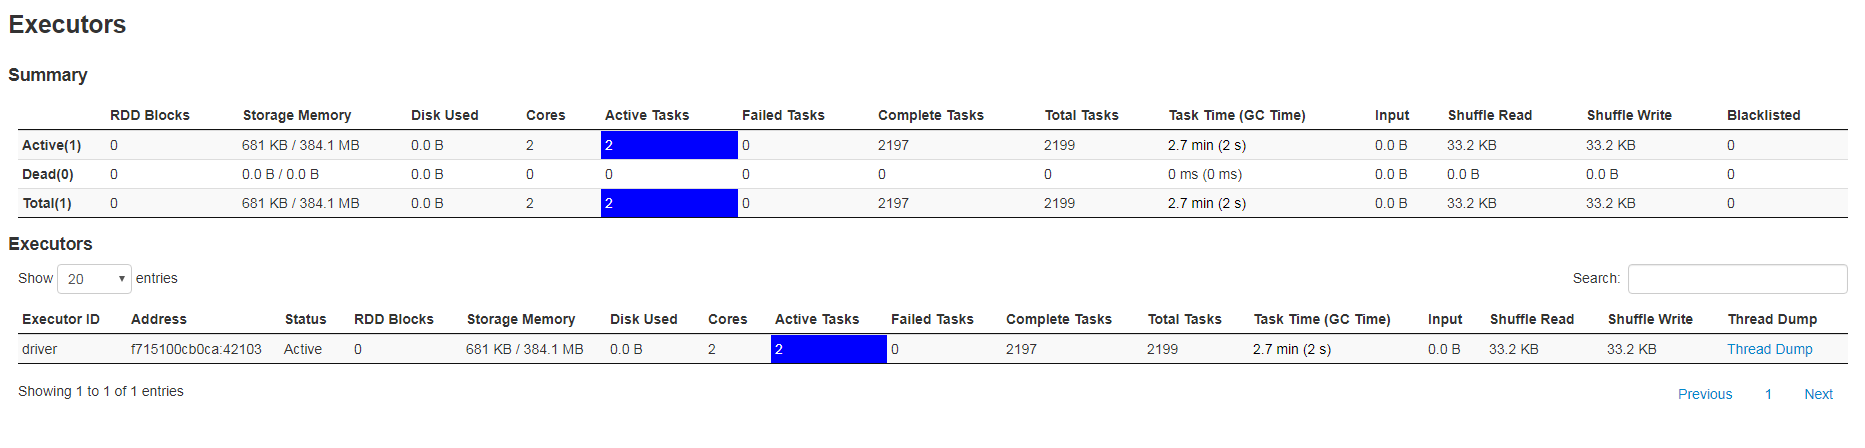 Executors
Summary
RDD Blocks Storage Memory Disk Used Cores Active Tasks Failed Tasks Complete Tasks Total Tasks Task Time (GC Time) Input Shuffle Read Shuffle Write Blacklisted
Active(1) 0 681 KB / 384.1 MB 0.0 B 2 2 0 2197 2199 2.7 min (2 s) 0.0 B 33.2 KB 33.2 KB 0
Dead(0) 0 0.0 B / 0.0 B 0.0 B 0 0 0 0 0 0 ms (0 ms) 0.0 B 0.0 B 0.0 B 0
Total(1) 0 681 KB / 384.1 MB 0.0 B 2 2 0 2197 2199 2.7 min (2 s) 0.0 B 33.2 KB 33.2 KB 0
Executors
Show 20 entries Search:
Executor ID Address Status RDD Blocks Storage Memory Disk Used Cores Active Tasks Failed Tasks Complete Tasks Total Tasks Task Time (GC Time) Input Shuffle Read Shuffle Write Thread Dump
driver f715100cb0ca:42103 Active 0 681 KB / 384.1 MB 0.0 B 2 2 0 2197 2199 2.7 min (2 s) 0.0 B 33.2 KB 33.2 KB Thread Dump
Showing 1 to 1 of 1 entries Previous 1 Next